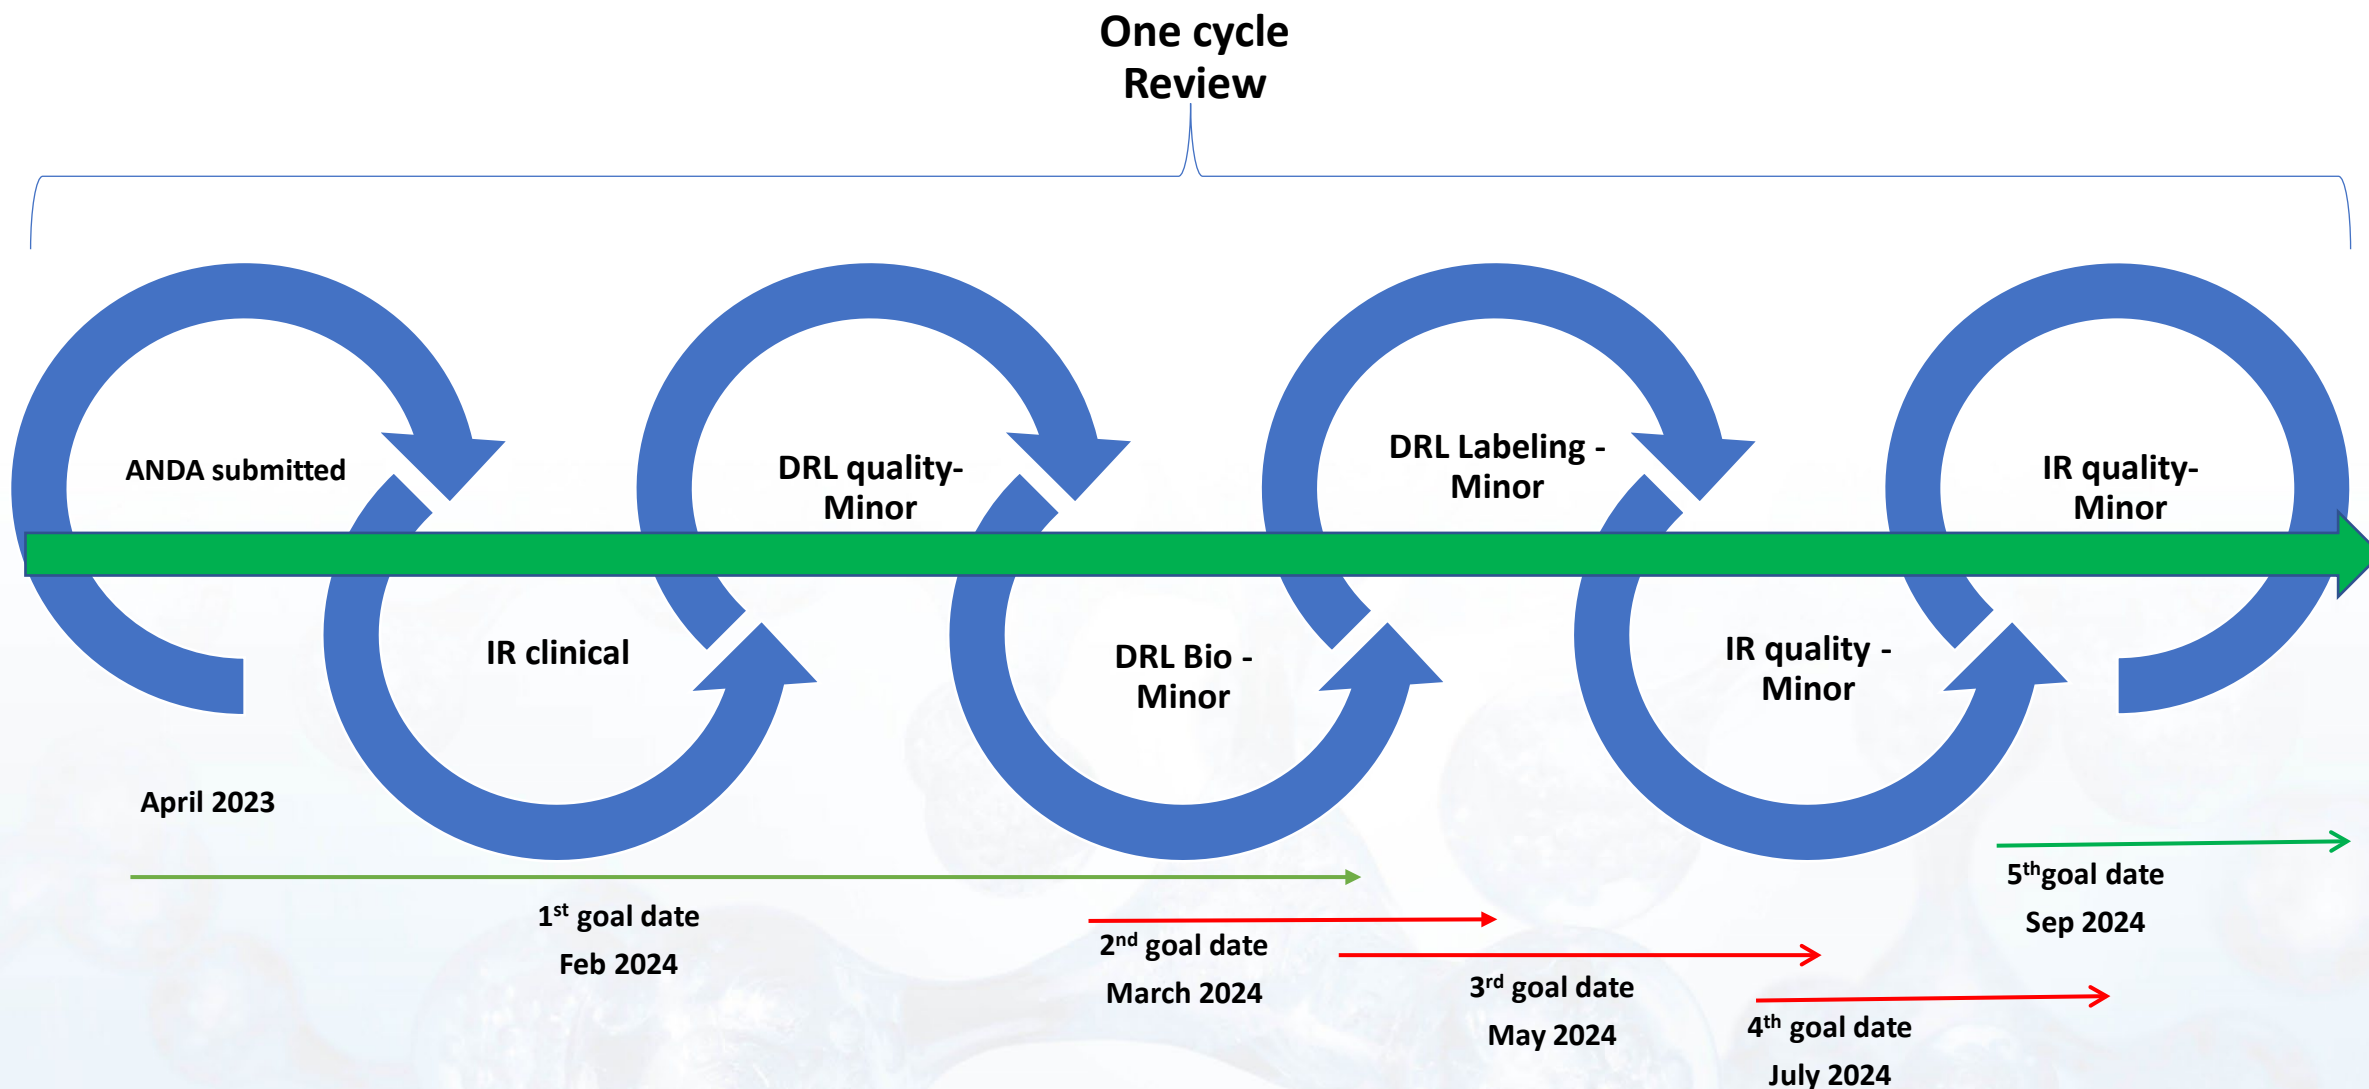 One cycle
Review
ANDA submitted
IR clinical
DRL quality-
Minor
DRL Bio -
Minor
DRL Labeling -
Minor
IR quality -
Minor
IR quality-
Minor
April 2023
1st goal date
Feb 2024
2nd goal date
March 2024
3rd goal date
May 2024
4th goal date
July 2024
5thgoal date
Sep 2024